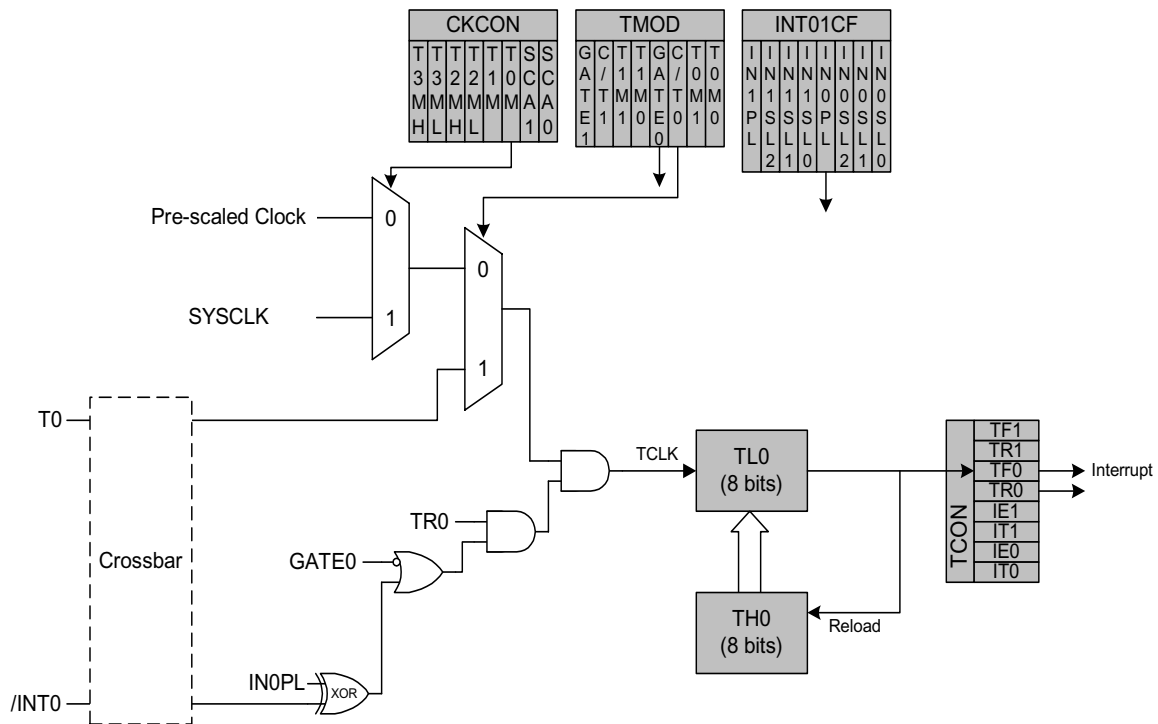 CKCON
T3MH
T3ML
T2MH
T2ML
T1M
T0M
SCA1
SCA0
TMOD
GATE1
C/T1
T1M1
T1M0
GATE0
C/T0
T0M1
T0M0
INT01CF
IN1PL
IN1SL2
IN1SL1
IN1SL0
IN0PL
IN0SL2
IN0SL1
IN0SL0
Pre-scaled Clock
0
SYSCLK
1
0
1
T0
Crossbar
/INT0
TR0
GATE0
IN0PL
XOR
TCLK
TL0
(8 bits)
TH0
(8 bits)
Reload
TCON
TF1
TR1
TF0
TR0
IE1
IT1
IE0
IT0
Interrupt